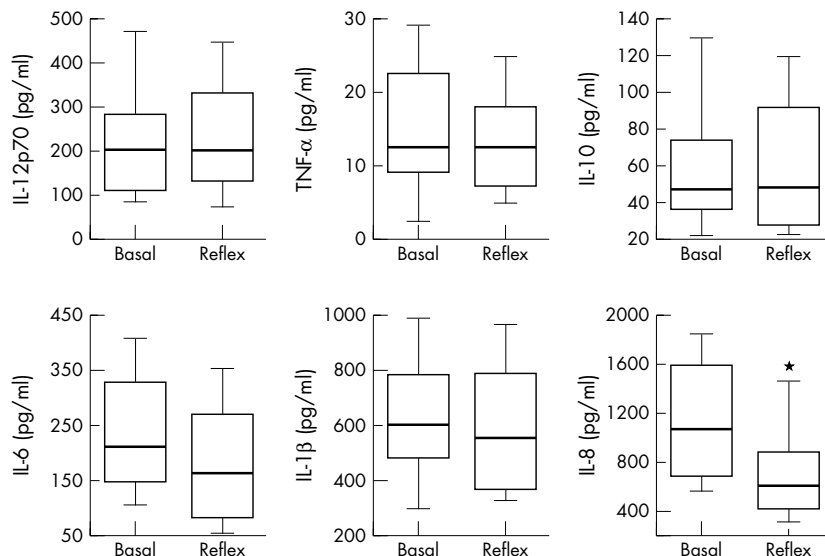 IL-12p70 (pg/ml)
500
400
300
200
100
0
Basal
Reflex
TNF-α (pg/ml)
30
20
10
0
Basal
Reflex
IL-10 (pg/ml)
140
120
100
80
60
40
20
Basal
Reflex
IL-6 (pg/ml)
450
350
250
150
50
Basal
Reflex
IL-1β (pg/ml)
1000
800
600
400
200
Basal
Reflex
IL-8 (pg/ml)
2000
1600
1200
800
400
Basal
Reflex